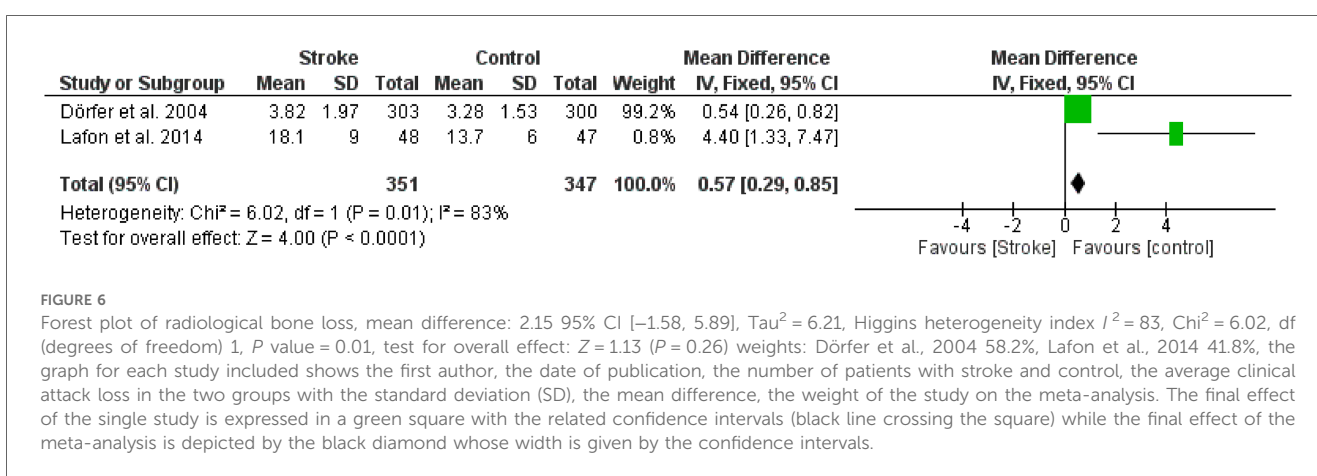 Stroke Control Mean Difference Mean Difference
Study or Subgroup Mean SD Total Mean SD Total Weight IV, Fixed, 95% CI IV, Fixed, 95% CI
Dörfer et al. 2004 3.82 1.97 303 3.28 1.53 300 99.2% 0.54 [0.26, 0.82]
Lafon et al. 2014 18.1 9 48 13.7 6 47 0.8% 4.40 [1.33, 7.47]
Total (95% CI) 351 347 100.0% 0.57 [0.29, 0.85]
Heterogeneity: Chi² = 6.02, df = 1 (P = 0.01); I² = 83%
Test for overall effect: Z = 4.00 (P < 0.0001)
-4 -2 0 2 4
Favours [Stroke] Favours [control]
FIGURE 6
Forest plot of radiological bone loss, mean difference: 2.15 95% CI [−1.58, 5.89], Tau² = 6.21, Higgins heterogeneity index I² = 83, Chi² = 6.02, df
(degrees of freedom) 1, P value = 0.01, test for overall effect: Z = 1.13 (P = 0.26) weights: Dörfer et al., 2004 58.2%, Lafon et al., 2014 41.8%, the
graph for each study included shows the first author, the date of publication, the number of patients with stroke and control, the average clinical
attack loss in the two groups with the standard deviation (SD), the mean difference, the weight of the study on the meta-analysis. The final effect
of the single study is expressed in a green square with the related confidence intervals (black line crossing the square) while the final effect of the
meta-analysis is depicted by the black diamond whose width is given by the confidence intervals.